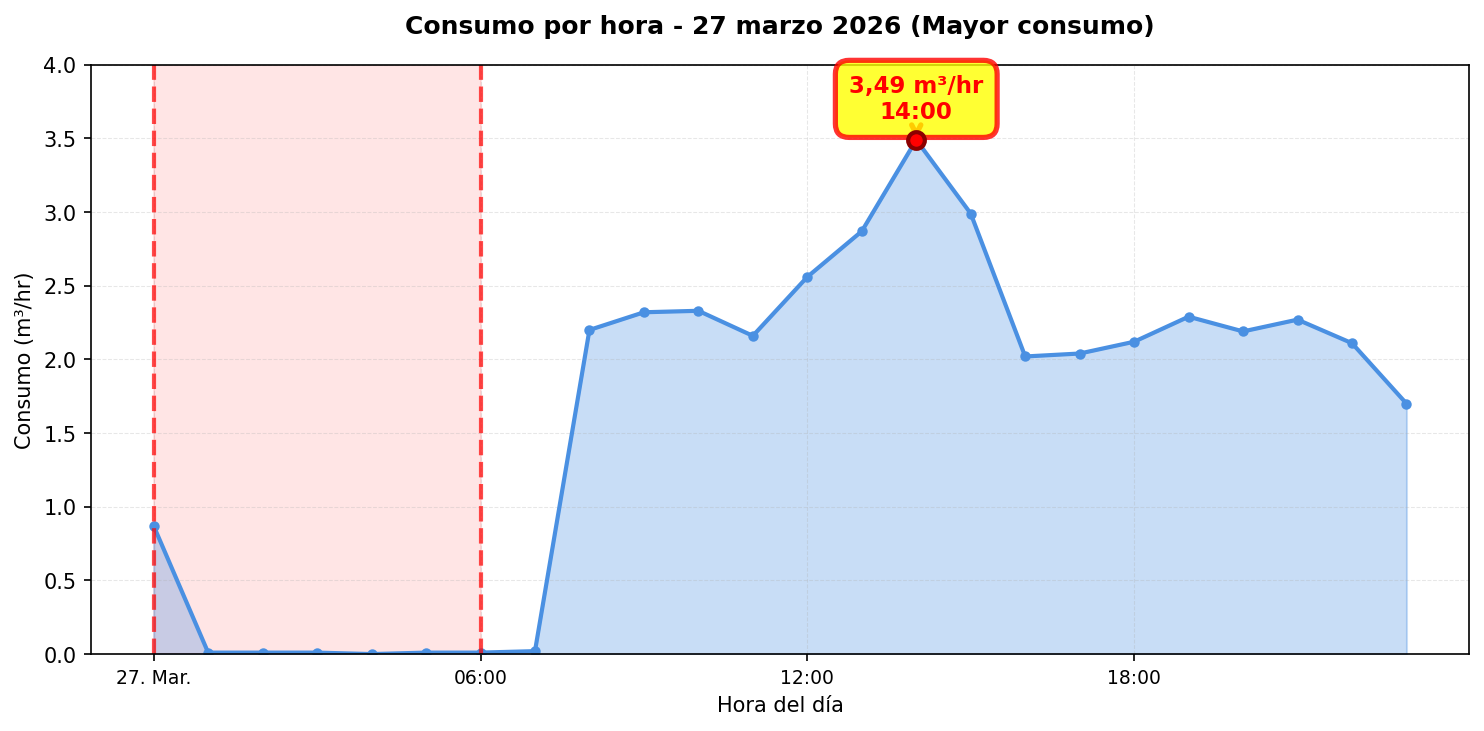 Consumo por hora - 27 marzo 2026 (Mayor consumo)
3,49 m³/hr
14:00
4.0
3.5
3.0
2.5
2.0
1.5
1.0
0.5
0.0
Consumo (m³/hr)
27. Mar.
06:00
12:00
18:00
Hora del día